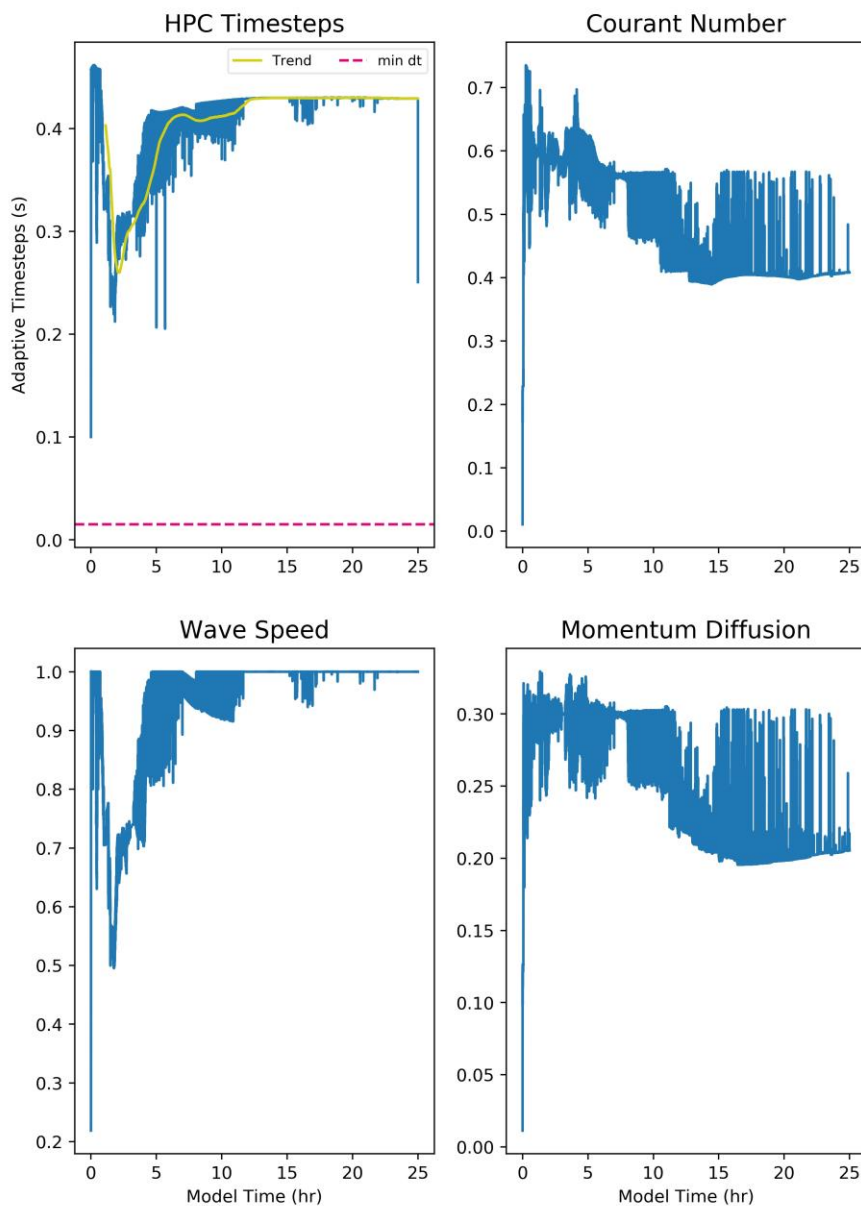 HPC Timesteps
Trend
min dt
Adaptive Timesteps (s)
0.4
0.3
0.2
0.1
0.0
0 5 10 15 20 25
Courant Number
0.7
0.6
0.5
0.4
0.3
0.2
0.1
0.0
0 5 10 15 20 25
Wave Speed
1.0
0.9
0.8
0.7
0.6
0.5
0.4
0.3
0.2
0 5 10 15 20 25
Model Time (hr)
Momentum Diffusion
0.30
0.25
0.20
0.15
0.10
0.05
0.00
0 5 10 15 20 25
Model Time (hr)